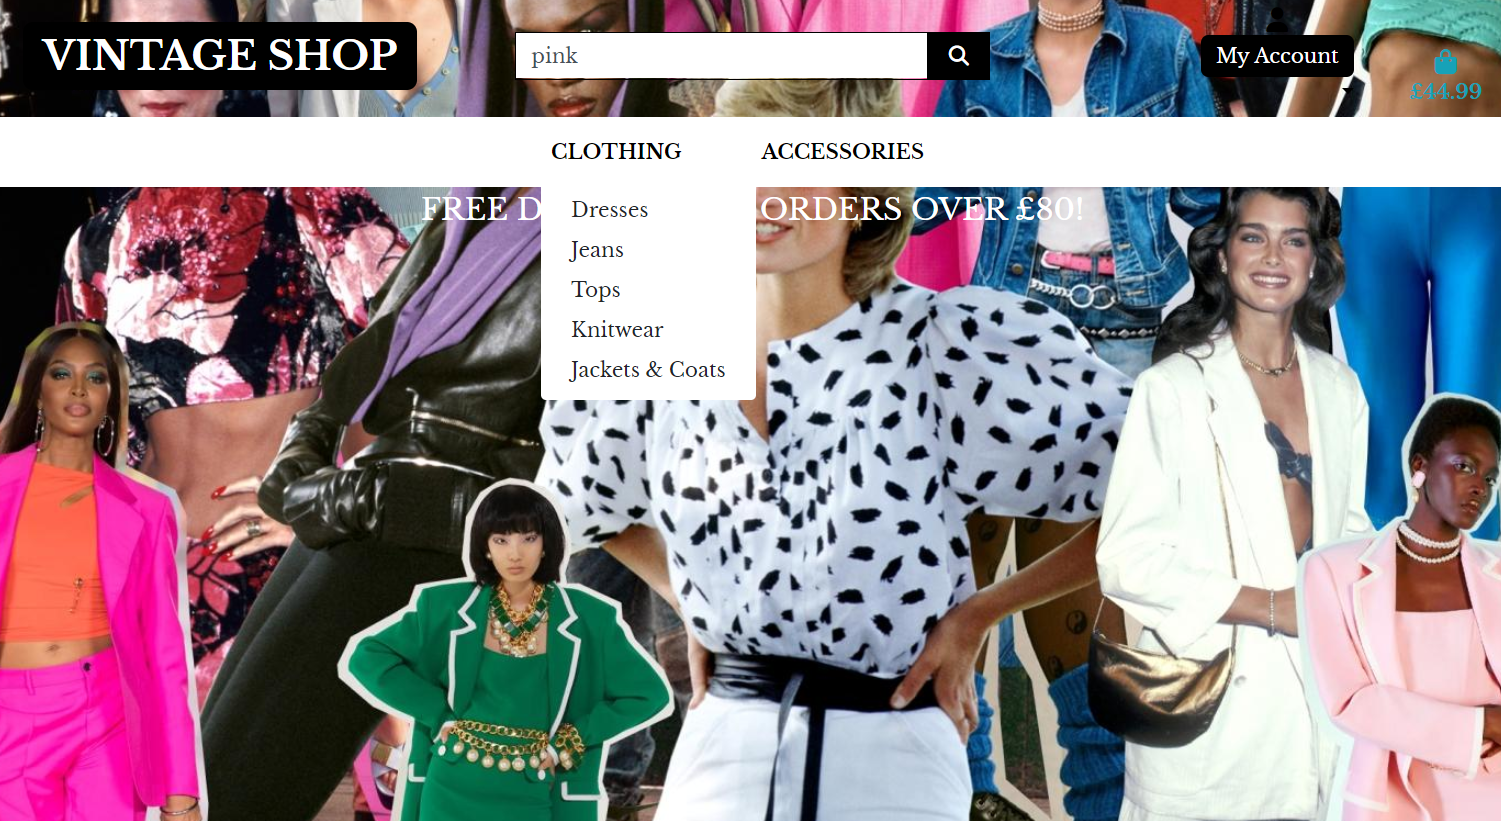 VINTAGE SHOP
pink
My Account
£44.99
CLOTHING
ACCESSORIES
FREE D ORDERS OVER £80!
Dresses
Jeans
Tops
Knitwear
Jackets & Coats